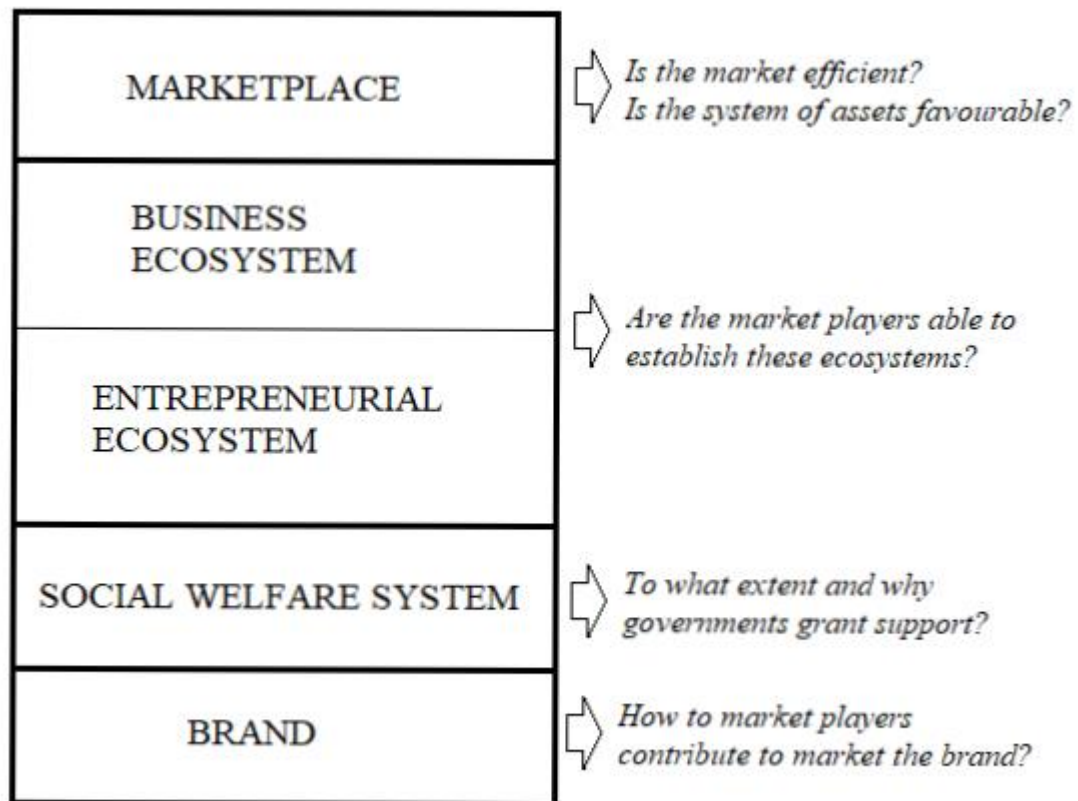 MARKETPLACE
Is the market efficient?
Is the system of assets favourable?
BUSINESS
ECOSYSTEM
ENTREPRENEURIAL
ECOSYSTEM
Are the market players able to
establish these ecosystems?
SOCIAL WELFARE SYSTEM
To what extent and why
governments grant support?
BRAND
How to market players
contribute to market the brand?